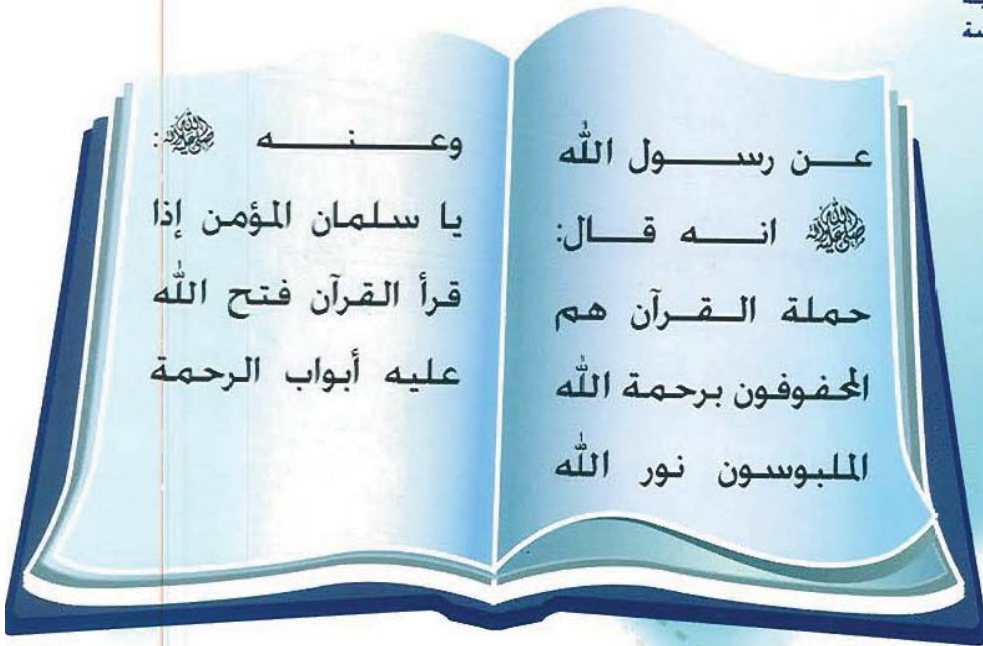 عن رسول الله
ﷺ انه قال:
حملة القرآن هم
المحفوفون برحمة الله
الملبوسون نور الله
وعنه ﷺ:
يا سلمان المؤمن إذا
قرأ القرآن فتح الله
عليه أبواب الرحمة